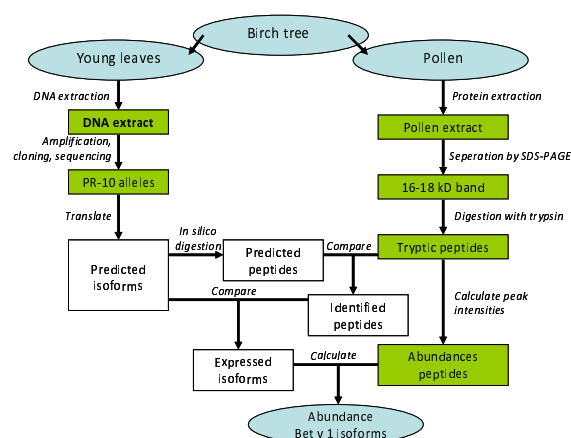 Birch tree
Young leaves
Pollen
DNA extraction
Protein extraction
DNA extract
Pollen extract
Amplification,
cloning, sequencing
Seperation by SDS-PAGE
PR-10 alleles
16-18 kD band
Translate
In silico
digestion
Digestion with trypsin
Predicted
isoforms
Predicted
peptides
Compare
Tryptic peptides
Compare
Identified
peptides
Calculate peak
intensities
Expressed
isoforms
Calculate
Abundances
peptides
Abundance
Bet v 1 isoforms